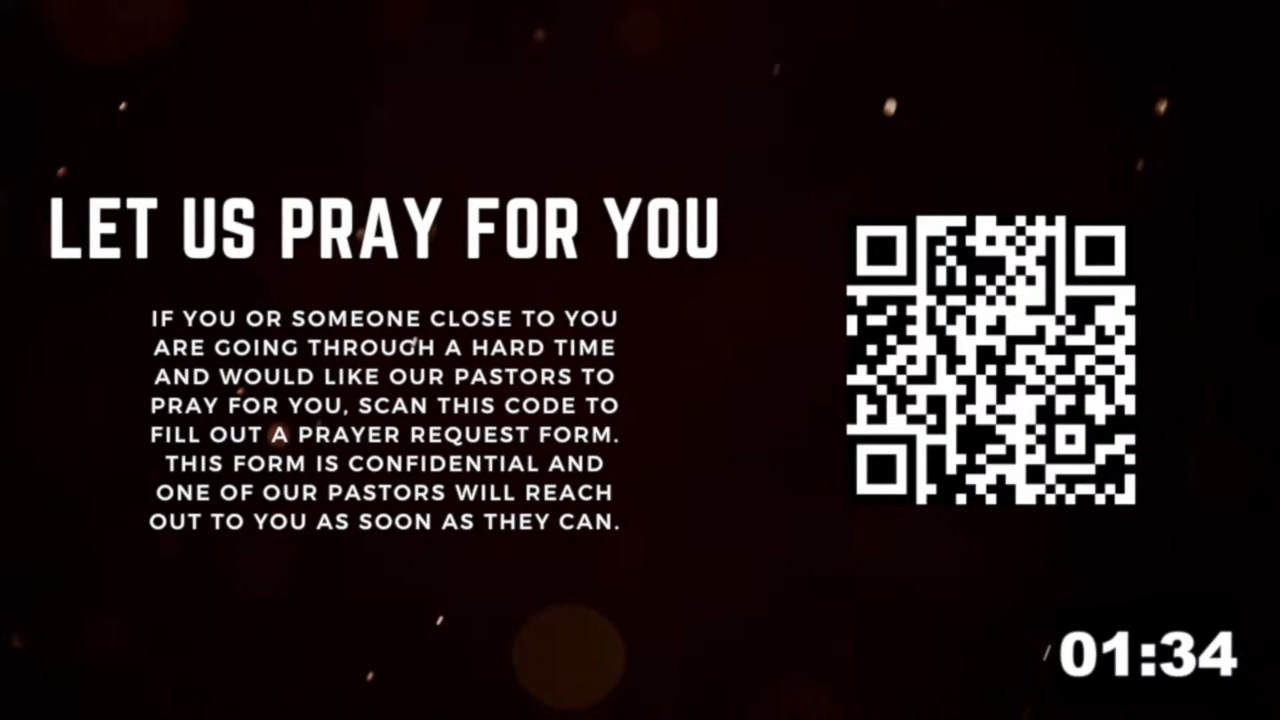 LET US PRAY FOR YOU
IF YOU OR SOMEONE CLOSE TO YOU
ARE GOING THROUGH A HARD TIME
AND WOULD LIKE OUR PASTORS TO
PRAY FOR YOU, SCAN THIS CODE TO
FILL OUT A PRAYER REQUEST FORM.
THIS FORM IS CONFIDENTIAL AND
ONE OF OUR PASTORS WILL REACH
OUT TO YOU AS SOON AS THEY CAN.
01:34